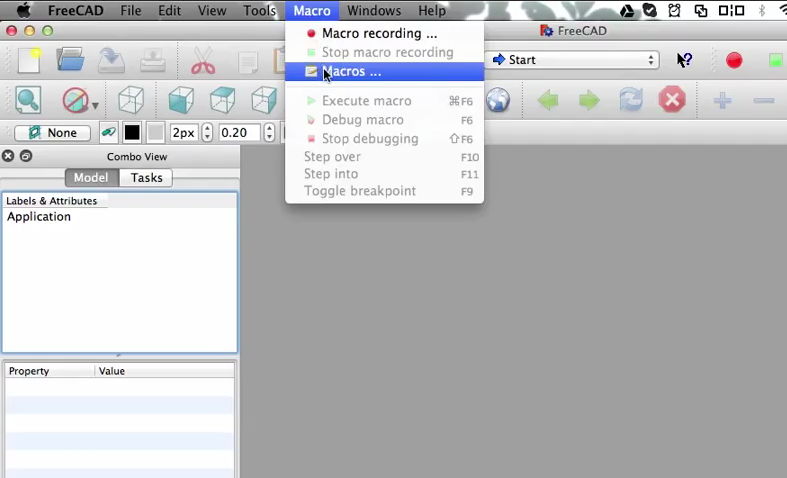 FreeCAD File Edit View Tools Macro Windows Help
FreeCAD
Macro recording ...
Stop macro recording
Macros ...
Start
Execute macro ⌘F6
Debug macro F6
Stop debugging ⇧F6
Step over F10
Step into F11
Toggle breakpoint F9
None 2px 0.20
Combo View
Model Tasks
Labels & Attributes
Application
Property Value